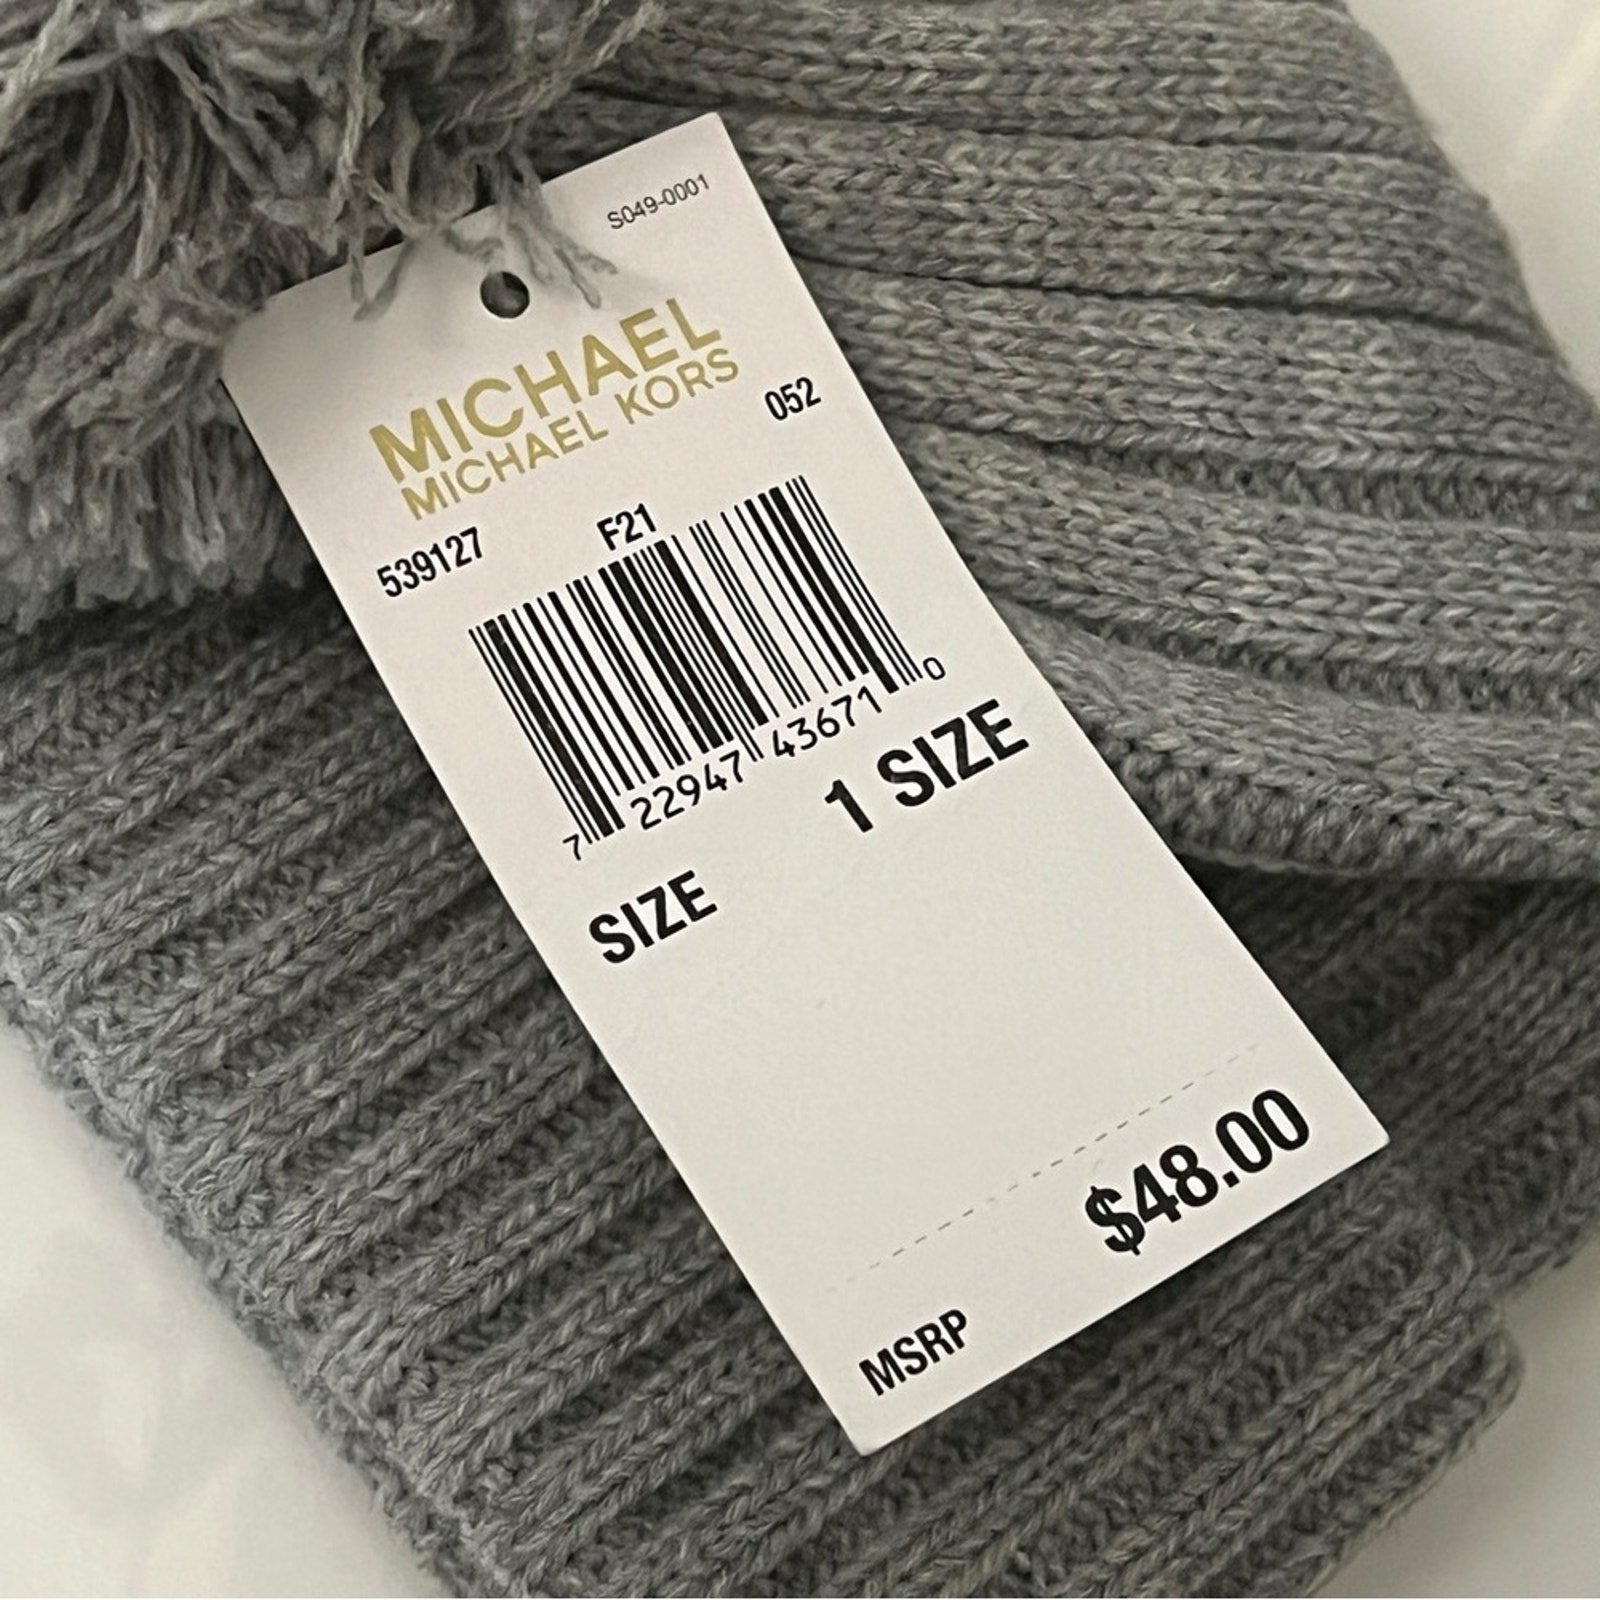 S049-0001
MICHAEL
MICHAEL KORS
539127 F21 052
7 22947 43671 0
SIZE 1 SIZE
MSRP $48.00